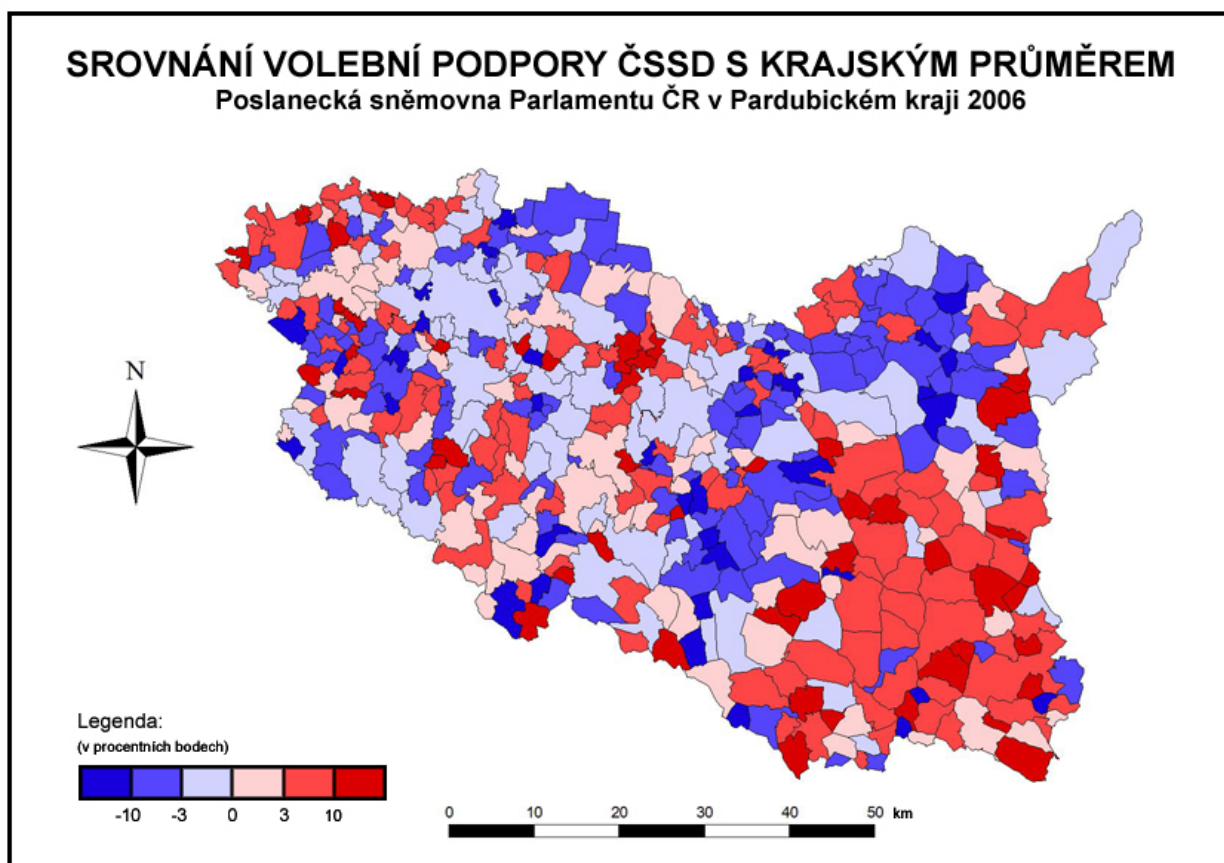 SROVNÁNÍ VOLEBNÍ PODPORY ČSSD S KRAJSKÝM PRŮMĚREM
Poslanecká sněmovna Parlamentu ČR v Pardubickém kraji 2006
N
Legenda:
(v procentních bodech)
-10 -3 0 3 10
0 10 20 30 40 50 km